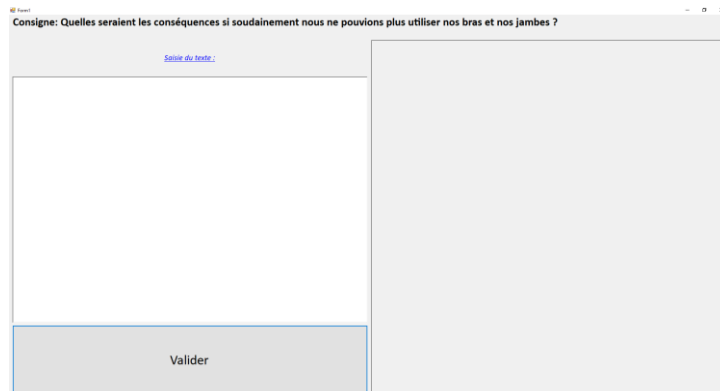 Form1
Consigne: Quelles seraient les conséquences si soudainement nous ne pouvions plus utiliser nos bras et nos jambes ?
Saisie du texte :
Valider